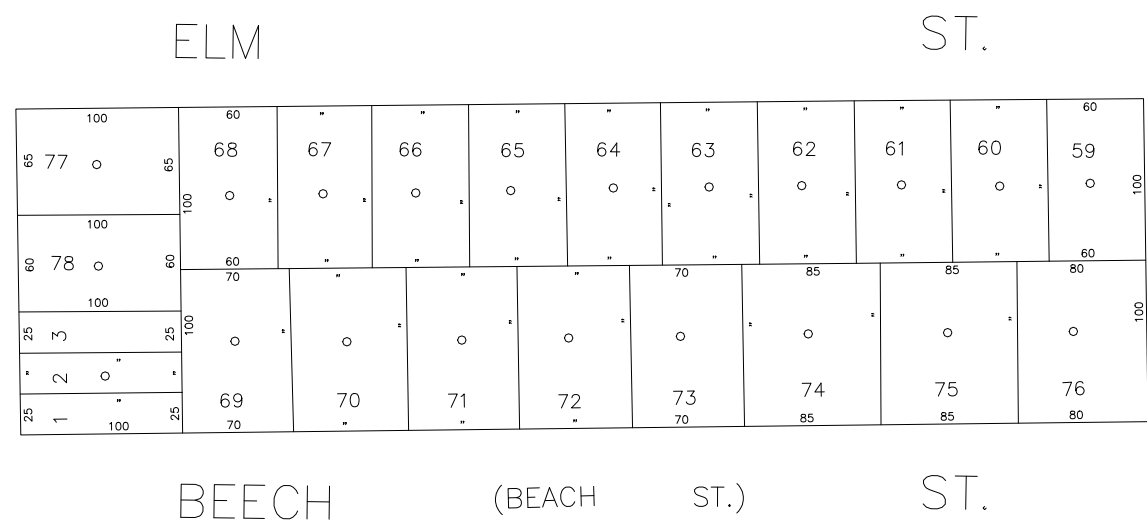 ELM ST.
100 60 " " " " " " " " 60
65 77 65 68 67 66 65 64 63 62 61 60 59
100 " " " " " " " " " " 100
100 60 " " " " " " " " 60
60 78 60 70 " " " 70 85 85 80
100
25 3 25 100 " " " " " " " 100
" 2 " "
25 1 " 25 69 70 71 72 73 74 75 76
100 70 " " " 70 85 85 80
BEECH (BEACH ST.) ST.